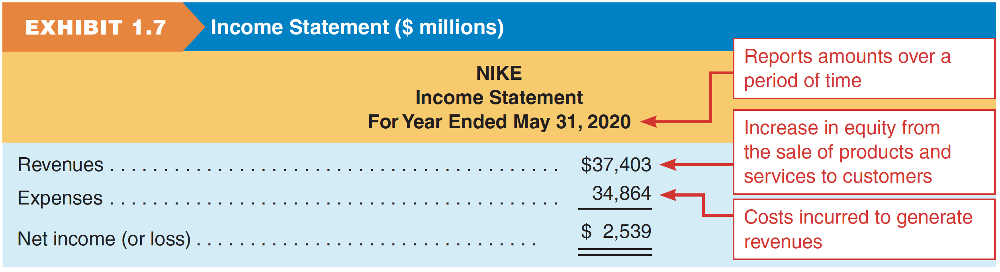 EXHIBIT 1.7
Income Statement ($ millions)
NIKE
Income Statement
For Year Ended May 31, 2020
Reports amounts over a
period of time
Revenues . . . . . . . . . . . . . . . . . . . . . . . . . . . . . . . . . . . . . . . . . . $37,403
Increase in equity from
the sale of products and
services to customers
Expenses . . . . . . . . . . . . . . . . . . . . . . . . . . . . . . . . . . . . . . . . . . 34,864
Costs incurred to generate
revenues
Net income (or loss) . . . . . . . . . . . . . . . . . . . . . . . . . . . . . . . . $ 2,539